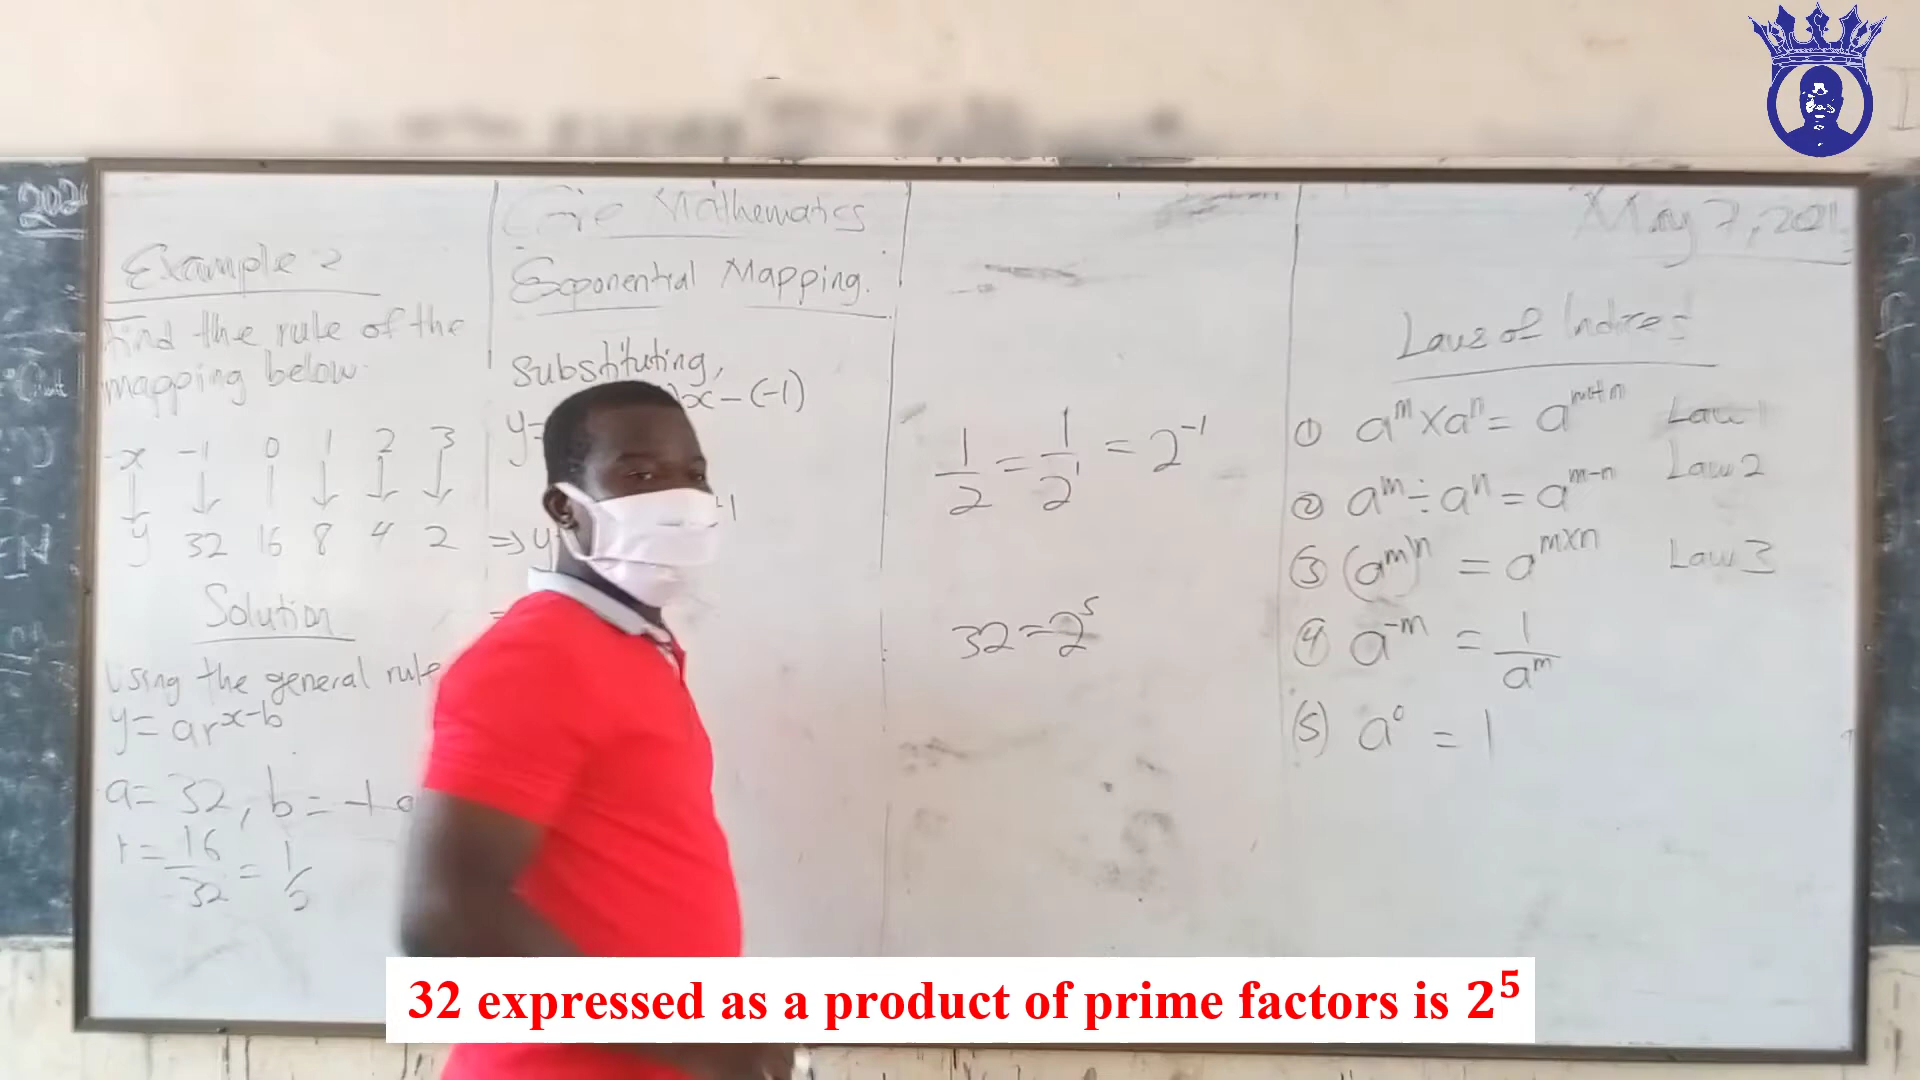 2021
Core Mathematics
May 7, 2021
Example 2
Find the rule of the
mapping below.
x -1 0 1 2 3
↓ ↓ ↓ ↓ ↓ ↓
y 32 16 8 4 2
Solution
Using the general rule
y = ar^{x-b}
a = 32, b = -1
r = 16/32 = 1/2
Exponential Mapping.
Substituting,
y= x-(-1)
⇒ y
1/2 = 1/2^1 = 2^{-1}
32 = 2^5
Laws of Indices
① a^m × a^n = a^{m+n} Law 1
② a^m ÷ a^n = a^{m-n} Law 2
③ (a^m)^n = a^{m×n} Law 3
④ a^{-m} = 1/a^m
(5) a^0 = 1
32 expressed as a product of prime factors is 2^5